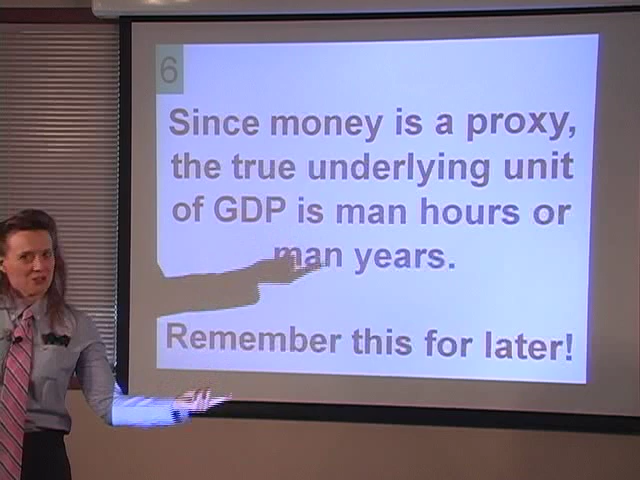 6
Since money is a proxy,
the true underlying unit
of GDP is man hours or
man years.
Remember this for later!